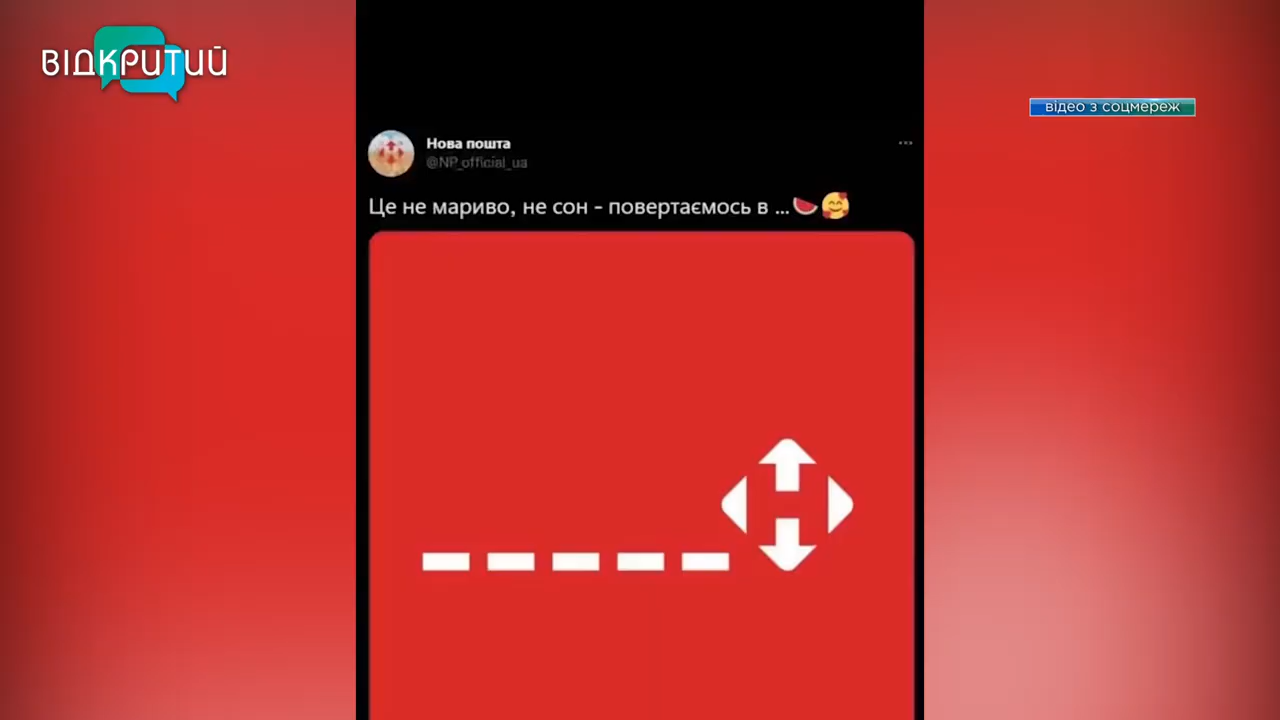 ВІДКРИТИЙ
відео з соцмереж
Нова пошта
@NP_official_ua
Це не мариво, не сон - повертаємось в ...🍉🥰